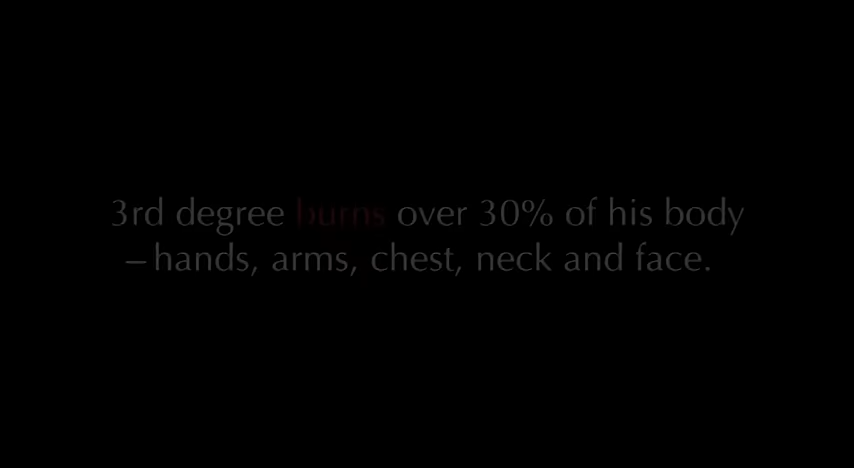 3rd degree burns over 30% of his body
– hands, arms, chest, neck and face.